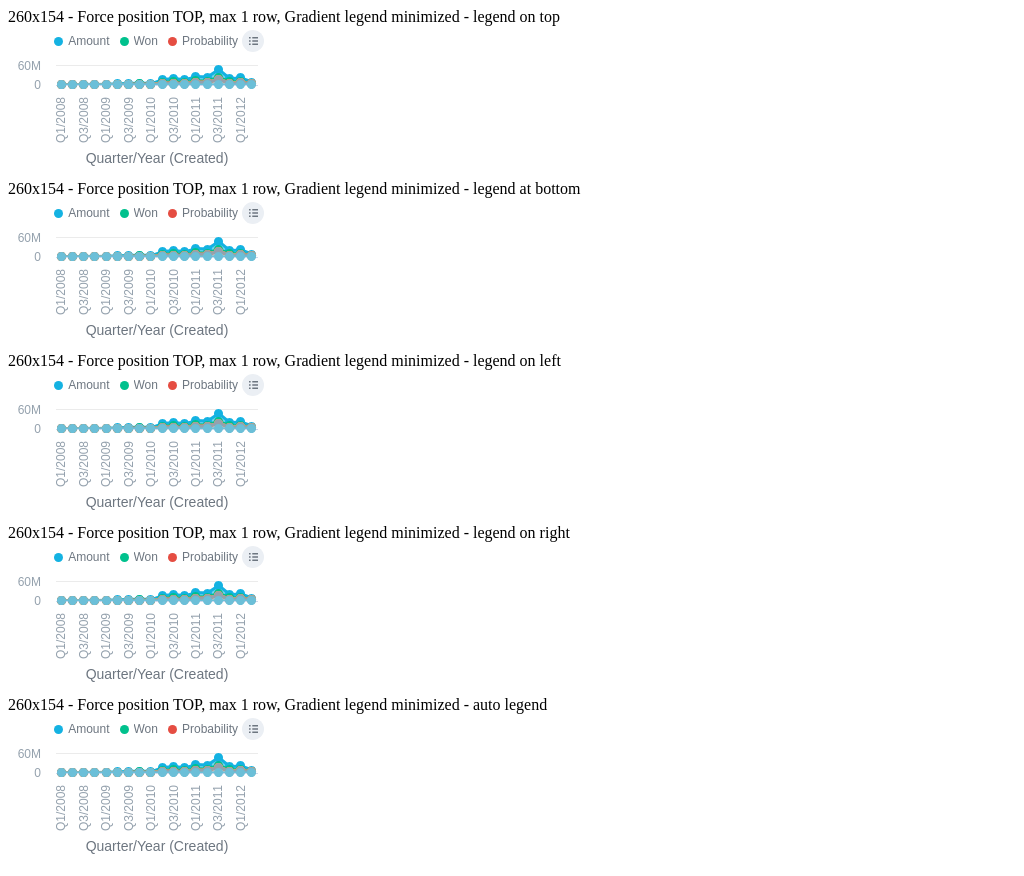 260x154 - Force position TOP, max 1 row, Gradient legend minimized - legend on top
Amount Won Probability
60M
0
Q1/2008 Q3/2008 Q1/2009 Q3/2009 Q1/2010 Q3/2010 Q1/2011 Q3/2011 Q1/2012
Quarter/Year (Created)
260x154 - Force position TOP, max 1 row, Gradient legend minimized - legend at bottom
Amount Won Probability
60M
0
Q1/2008 Q3/2008 Q1/2009 Q3/2009 Q1/2010 Q3/2010 Q1/2011 Q3/2011 Q1/2012
Quarter/Year (Created)
260x154 - Force position TOP, max 1 row, Gradient legend minimized - legend on left
Amount Won Probability
60M
0
Q1/2008 Q3/2008 Q1/2009 Q3/2009 Q1/2010 Q3/2010 Q1/2011 Q3/2011 Q1/2012
Quarter/Year (Created)
260x154 - Force position TOP, max 1 row, Gradient legend minimized - legend on right
Amount Won Probability
60M
0
Q1/2008 Q3/2008 Q1/2009 Q3/2009 Q1/2010 Q3/2010 Q1/2011 Q3/2011 Q1/2012
Quarter/Year (Created)
260x154 - Force position TOP, max 1 row, Gradient legend minimized - auto legend
Amount Won Probability
60M
0
Q1/2008 Q3/2008 Q1/2009 Q3/2009 Q1/2010 Q3/2010 Q1/2011 Q3/2011 Q1/2012
Quarter/Year (Created)